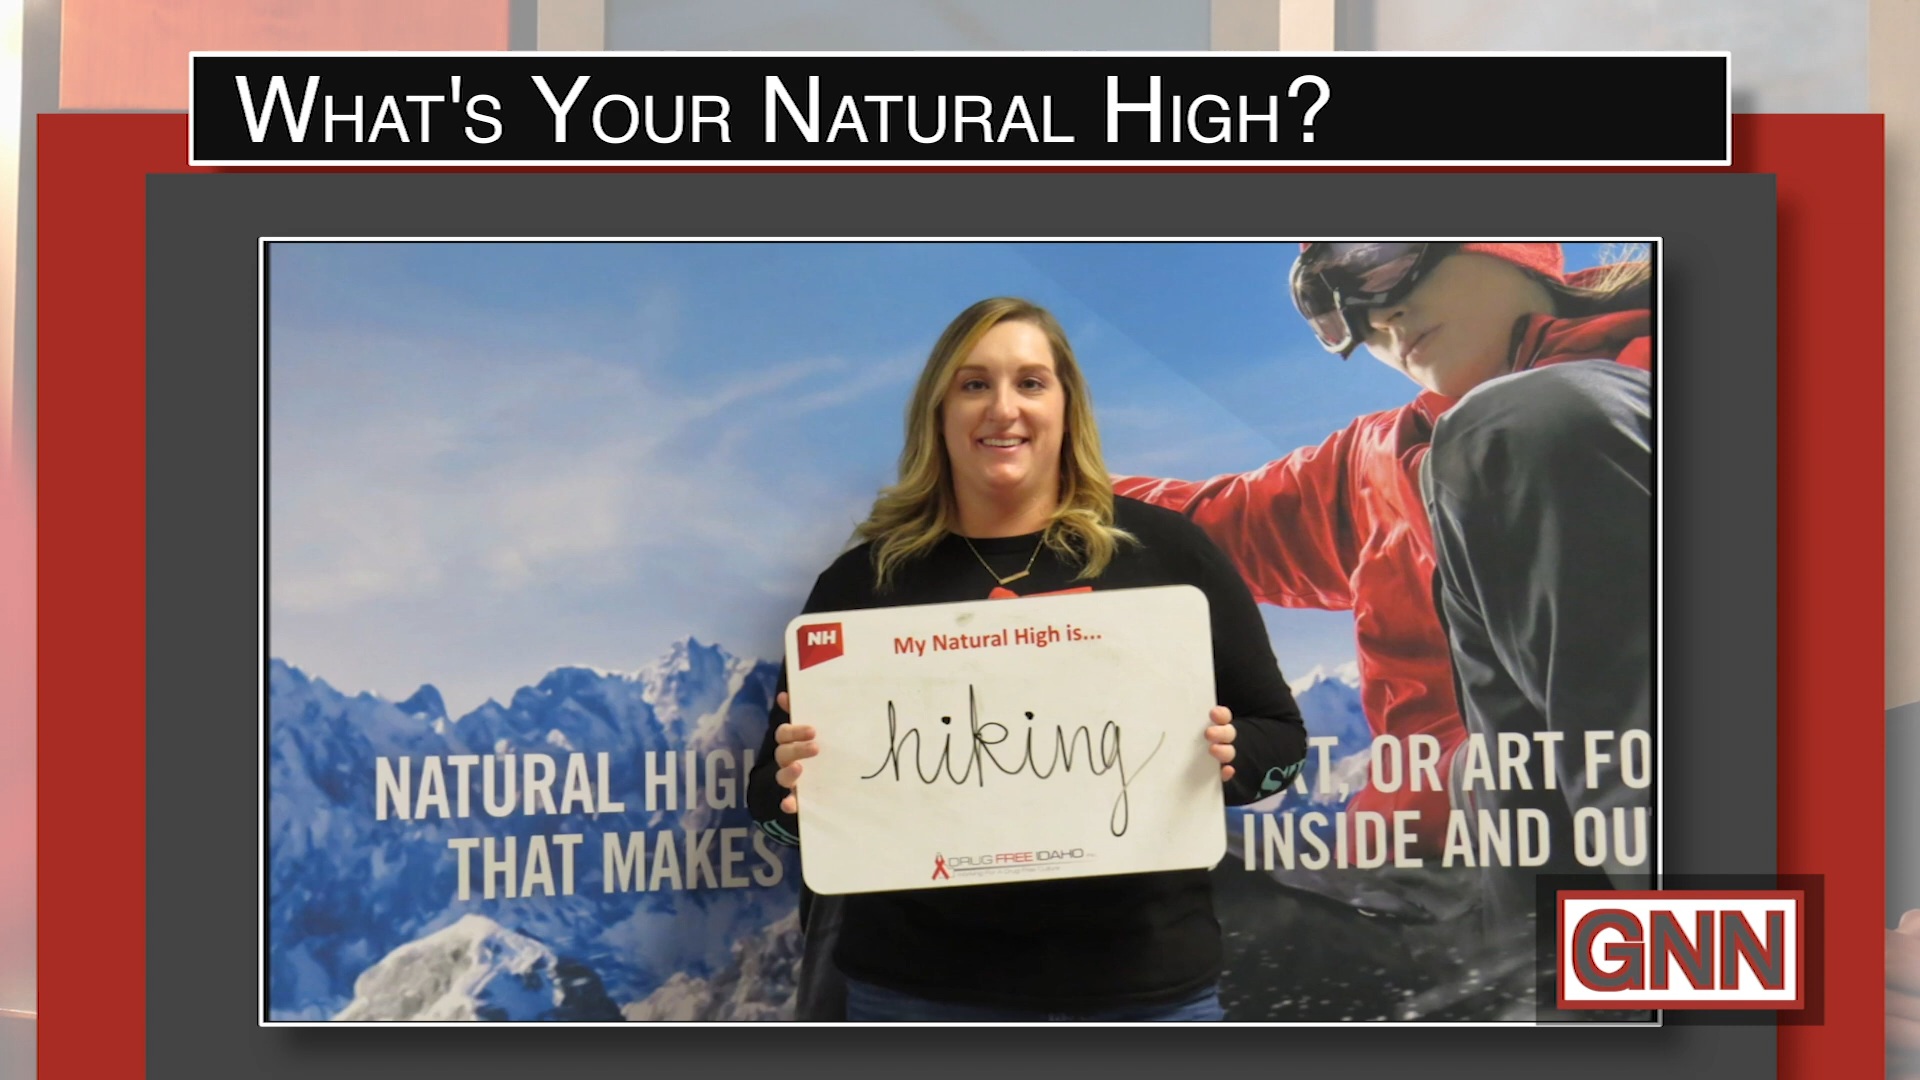 What's Your Natural High?
NH
My Natural High is...
hiking
DRUG FREE IDAHO
NATURAL HIG
THAT MAKES
T, OR ART FO
INSIDE AND OU
GNN